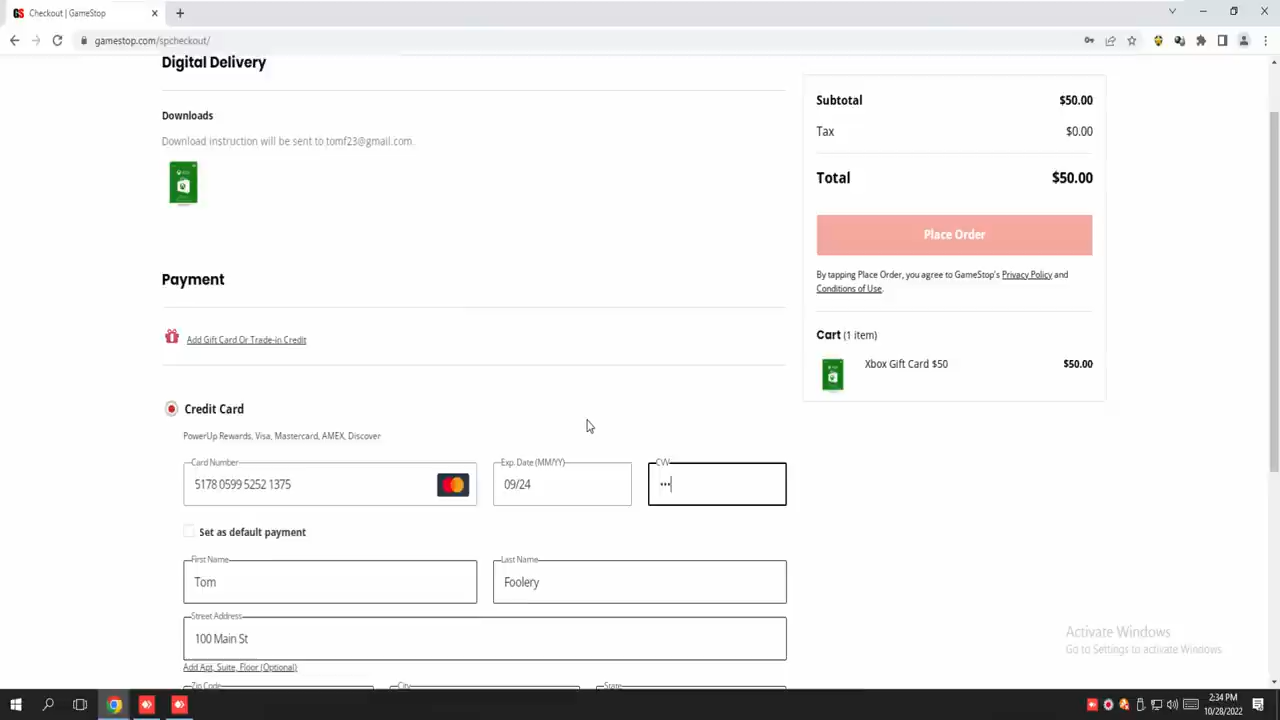 GS Checkout | GameStop
gamestop.com/spcheckout/
Digital Delivery
Downloads
Download instruction will be sent to tomf23@gmail.com.
Payment
Add Gift Card Or Trade-in Credit
Credit Card
PowerUp Rewards, Visa, Mastercard, AMEX, Discover
Card Number
5178 0599 5252 1375
Exp. Date (MM/YY)
09/24
CVV
•••
Set as default payment
First Name
Tom
Last Name
Foolery
Street Address
100 Main St
Add Apt, Suite, Floor (Optional)
Zip Code City State
Subtotal $50.00
Tax $0.00
Total $50.00
Place Order
By tapping Place Order, you agree to GameStop's Privacy Policy and
Conditions of Use.
Cart (1 item)
Xbox Gift Card $50 $50.00
Activate Windows
Go to Settings to activate Windows.
2:34 PM
10/28/2022